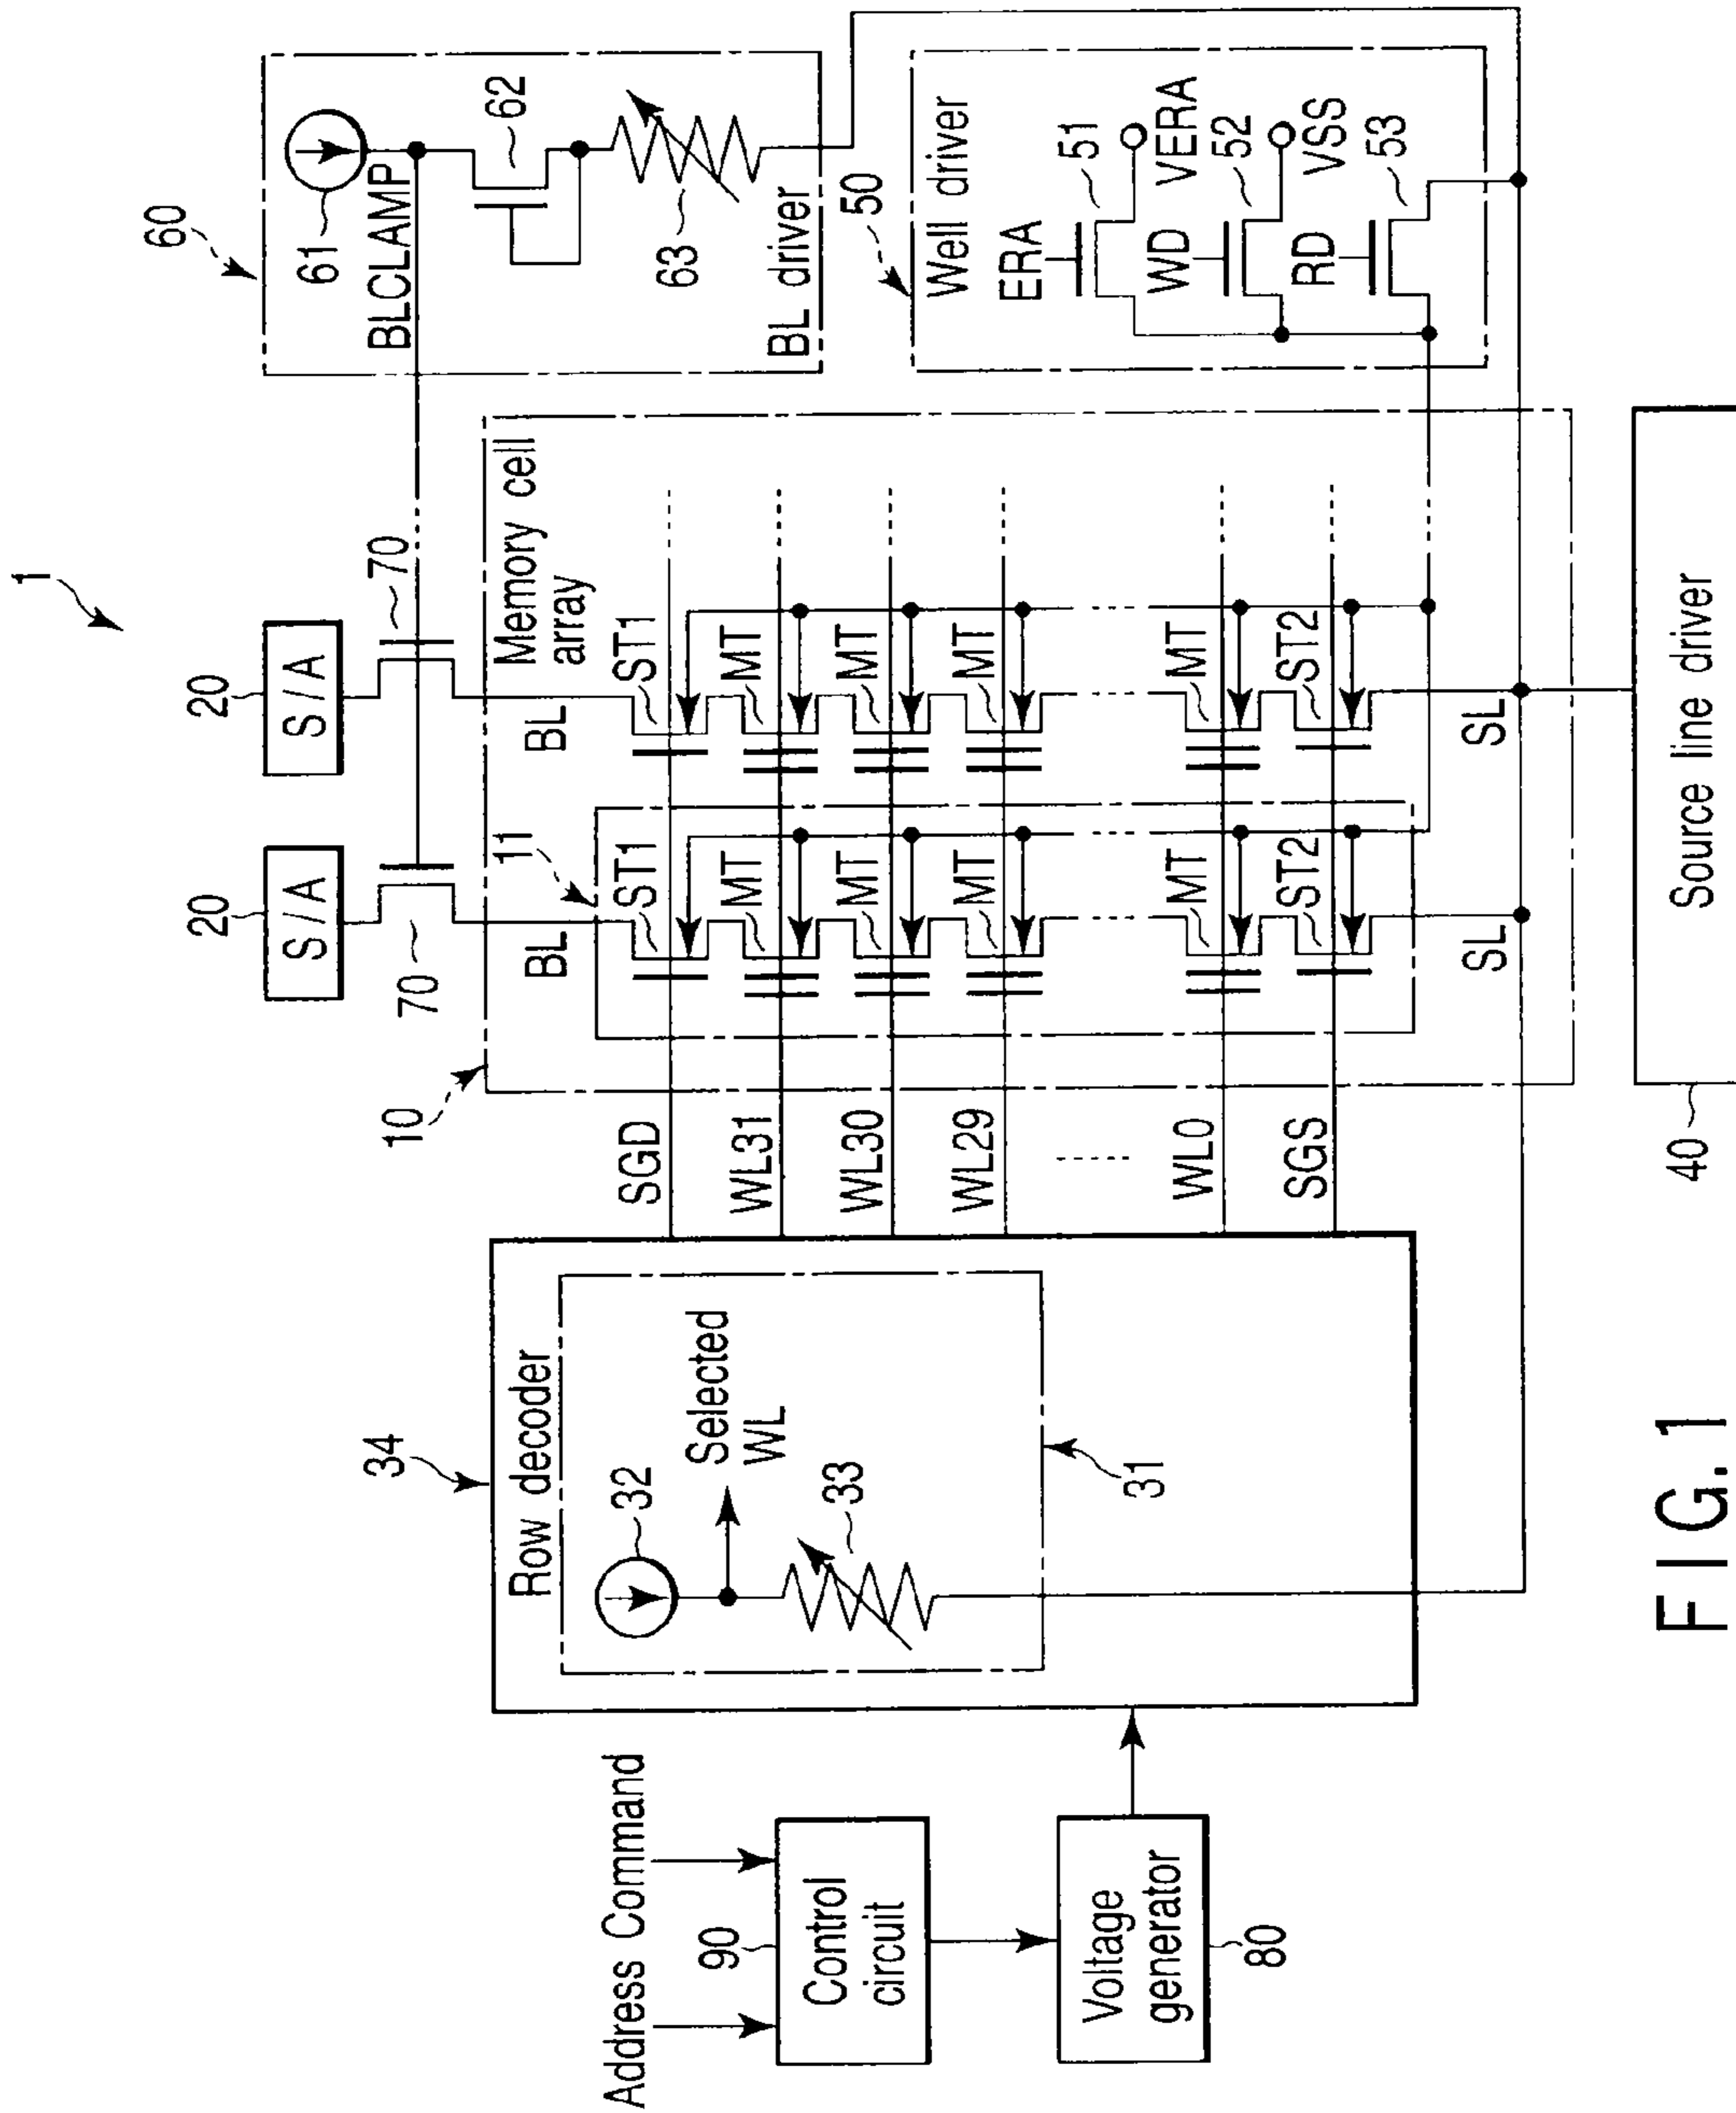 1
20
S/A
20
S/A
70
70
60
61
BLCLAMP
62
63
BL driver
10
Memory cell
array
11
BL
BL
ST1
ST1
MT
MT
MT
MT
MT
MT
MT
MT
ST2
ST2
SL
SL
50
Well driver
ERA
51
VERA
WD
52
VSS
RD
53
34
Row decoder
32
Selected
WL
33
31
SGD
WL31
WL30
WL29
WL0
SGS
Address
Command
90
Control
circuit
Voltage
generator
80
40
Source line driver
FIG. 1